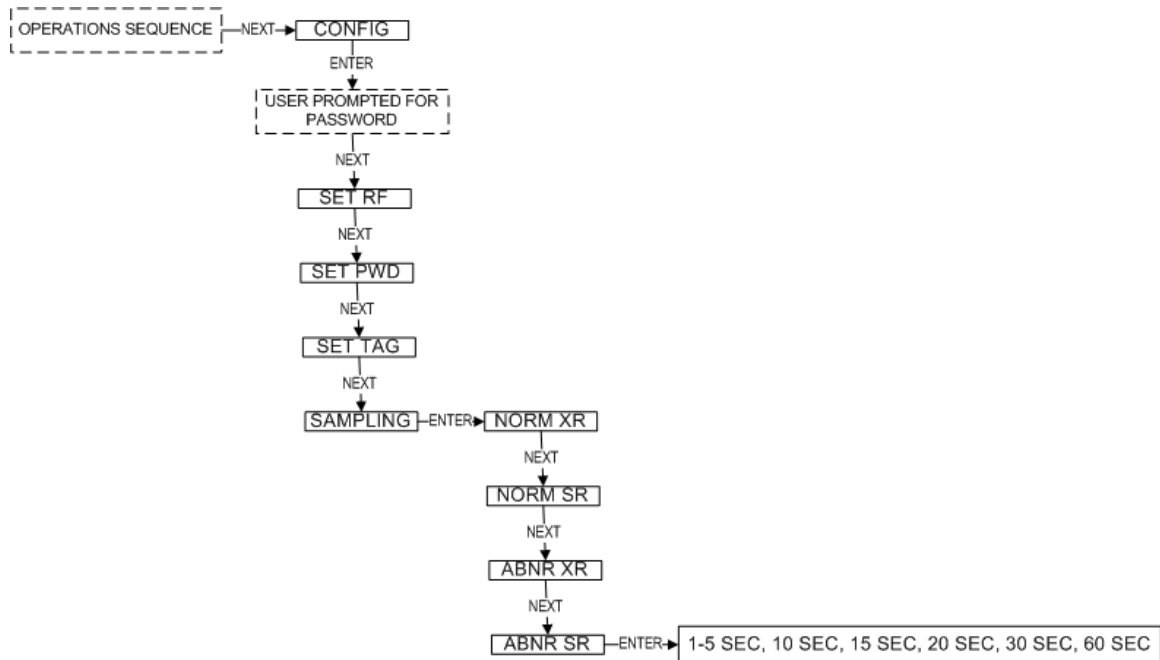 OPERATIONS SEQUENCE
NEXT
CONFIG
ENTER
USER PROMPTED FOR
PASSWORD
NEXT
SET RF
NEXT
SET PWD
NEXT
SET TAG
NEXT
SAMPLING
ENTER
NORM XR
NEXT
NORM SR
NEXT
ABNR XR
NEXT
ABNR SR
ENTER
1-5 SEC, 10 SEC, 15 SEC, 20 SEC, 30 SEC, 60 SEC